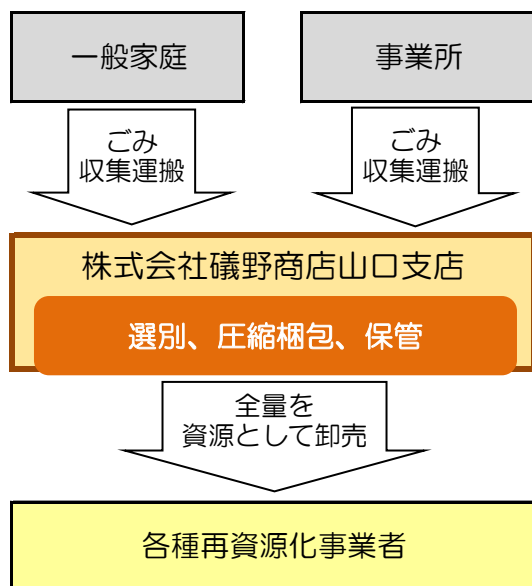 一般家庭
事業所
ごみ
収集運搬
ごみ
収集運搬
株式会社礒野商店山口支店
選別、圧縮梱包、保管
全量を
資源として卸売
各種再資源化事業者